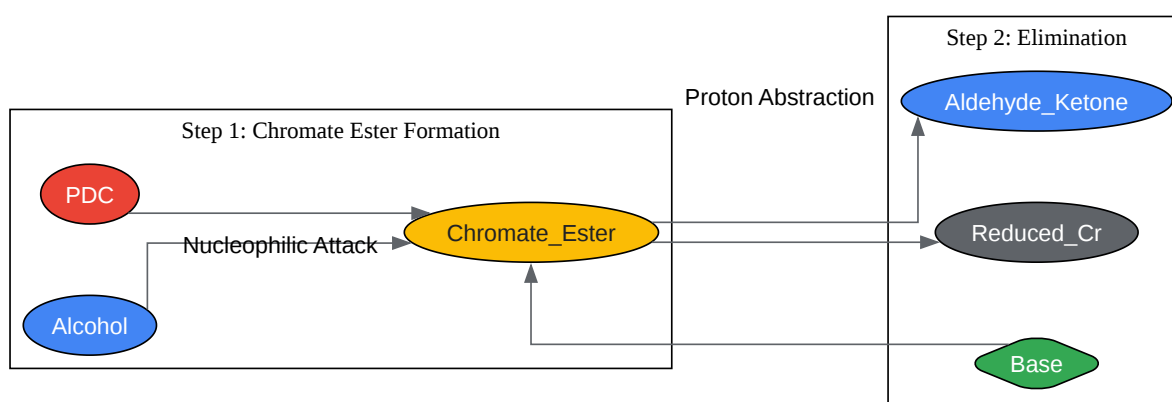 Step 1: Chromate Ester Formation
PDC
Nucleophilic Attack
Alcohol
Chromate_Ester
Proton Abstraction
Step 2: Elimination
Aldehyde_Ketone
Reduced_Cr
Base